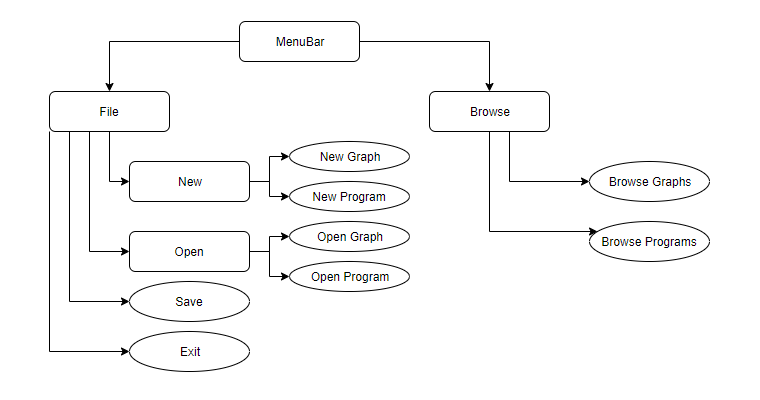 MenuBar
File
Browse
New
New Graph
New Program
Open
Open Graph
Open Program
Save
Exit
Browse Graphs
Browse Programs